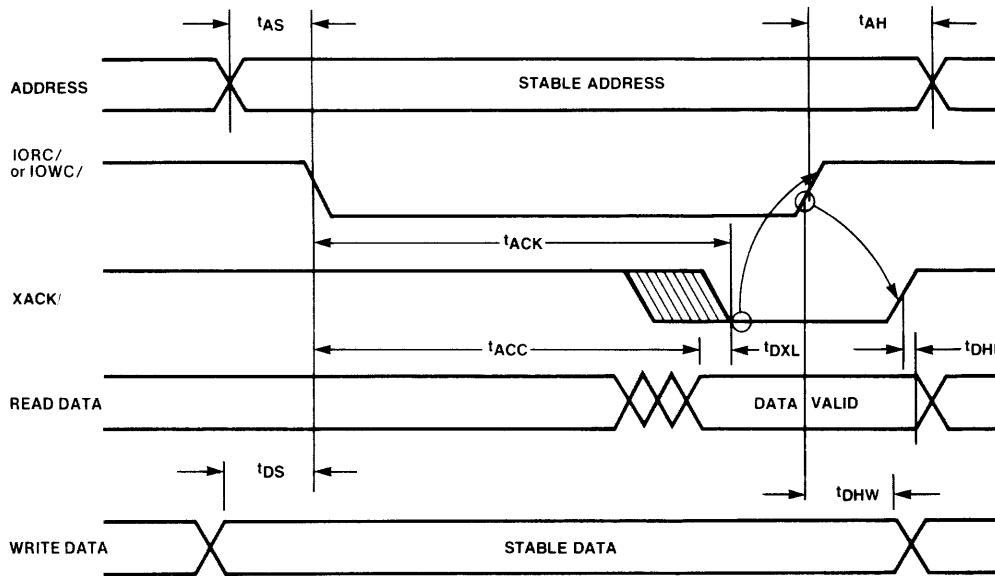 tAS
tAH
ADDRESS
STABLE ADDRESS
IORC/
or IOWC/
tACK
XACK/
tACC
tDXL
READ DATA
DATA VALID
tDS
tDHW
WRITE DATA
STABLE DATA